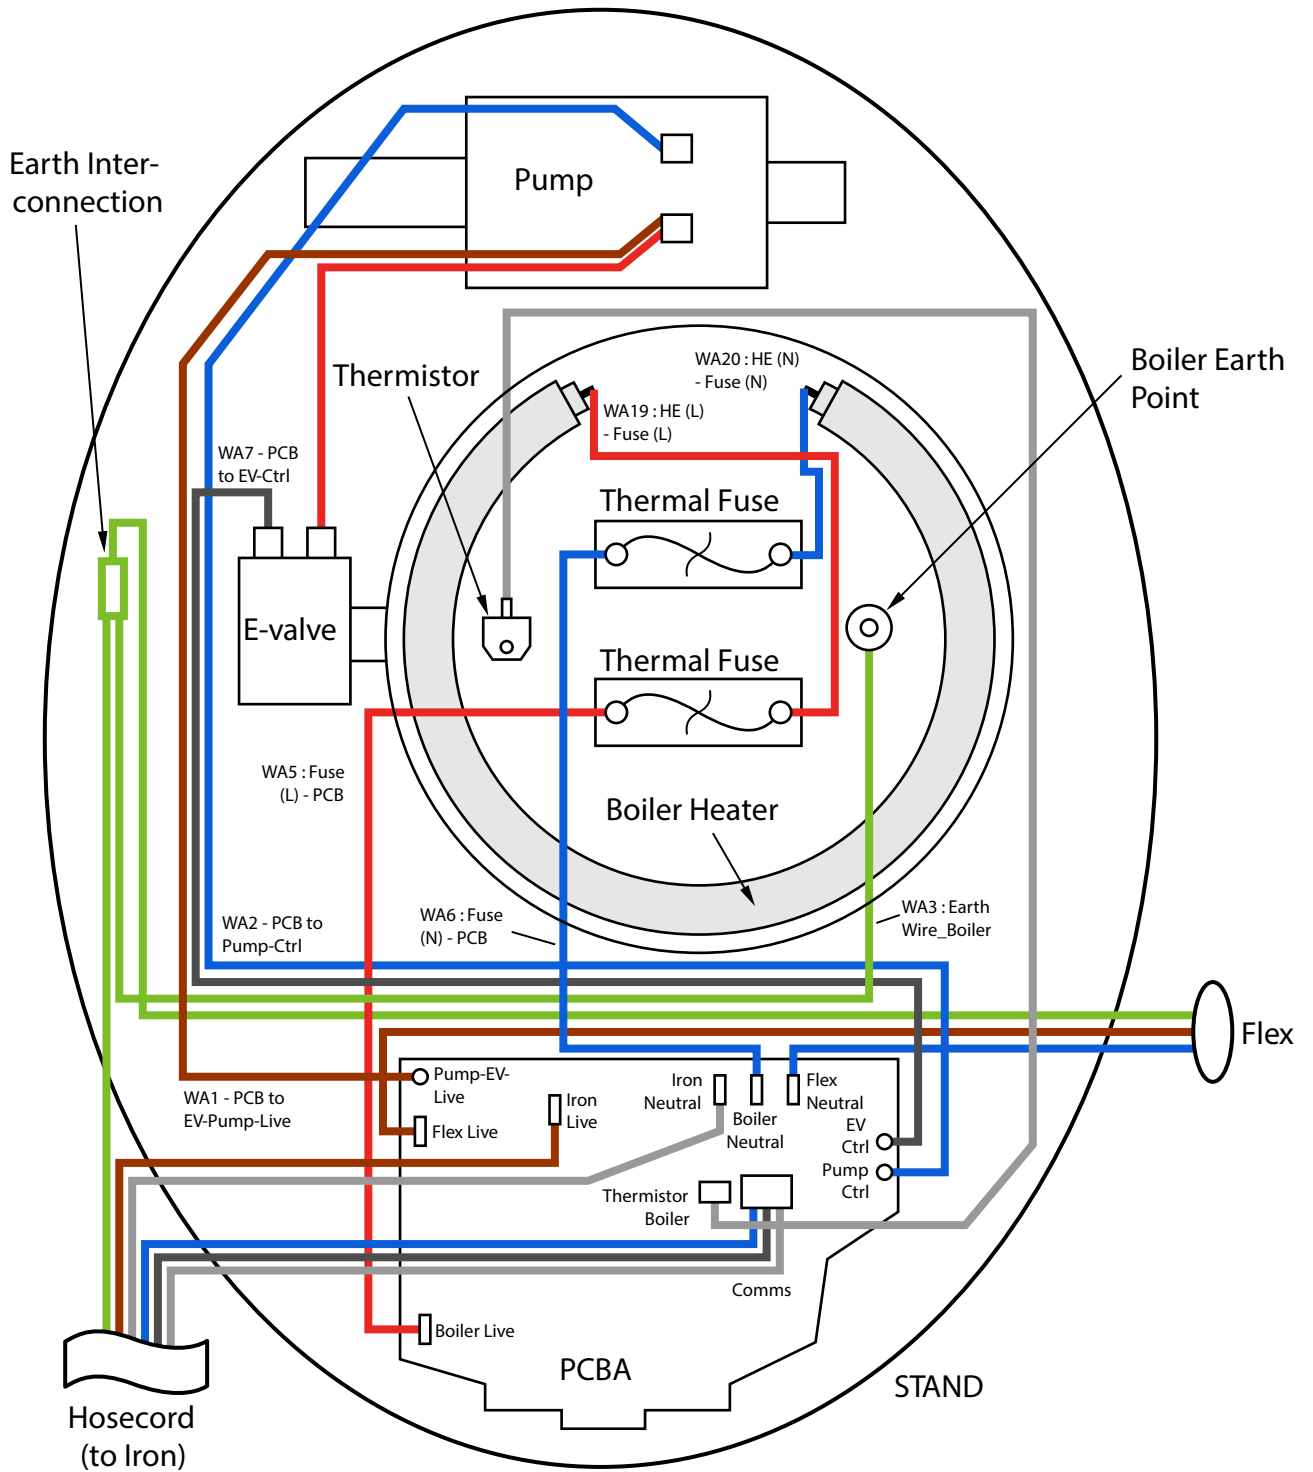 Earth Inter-
connection
Pump
Thermistor
WA20 : HE (N)
- Fuse (N)
Boiler Earth
Point
WA19 : HE (L)
- Fuse (L)
WA7 - PCB
to EV-Ctrl
Thermal Fuse
E-valve
Thermal Fuse
WA5 : Fuse
(L) - PCB
Boiler Heater
WA2 - PCB to
Pump-Ctrl
WA6 : Fuse
(N) - PCB
WA3 : Earth
Wire_Boiler
Flex
Pump-EV-
Live
WA1 - PCB to
EV-Pump-Live
Flex Live
Iron
Live
Iron
Neutral
Boiler
Neutral
Flex
Neutral
EV
Ctrl
Pump
Ctrl
Thermistor
Boiler
Comms
Boiler Live
PCBA
STAND
Hosecord
(to Iron)